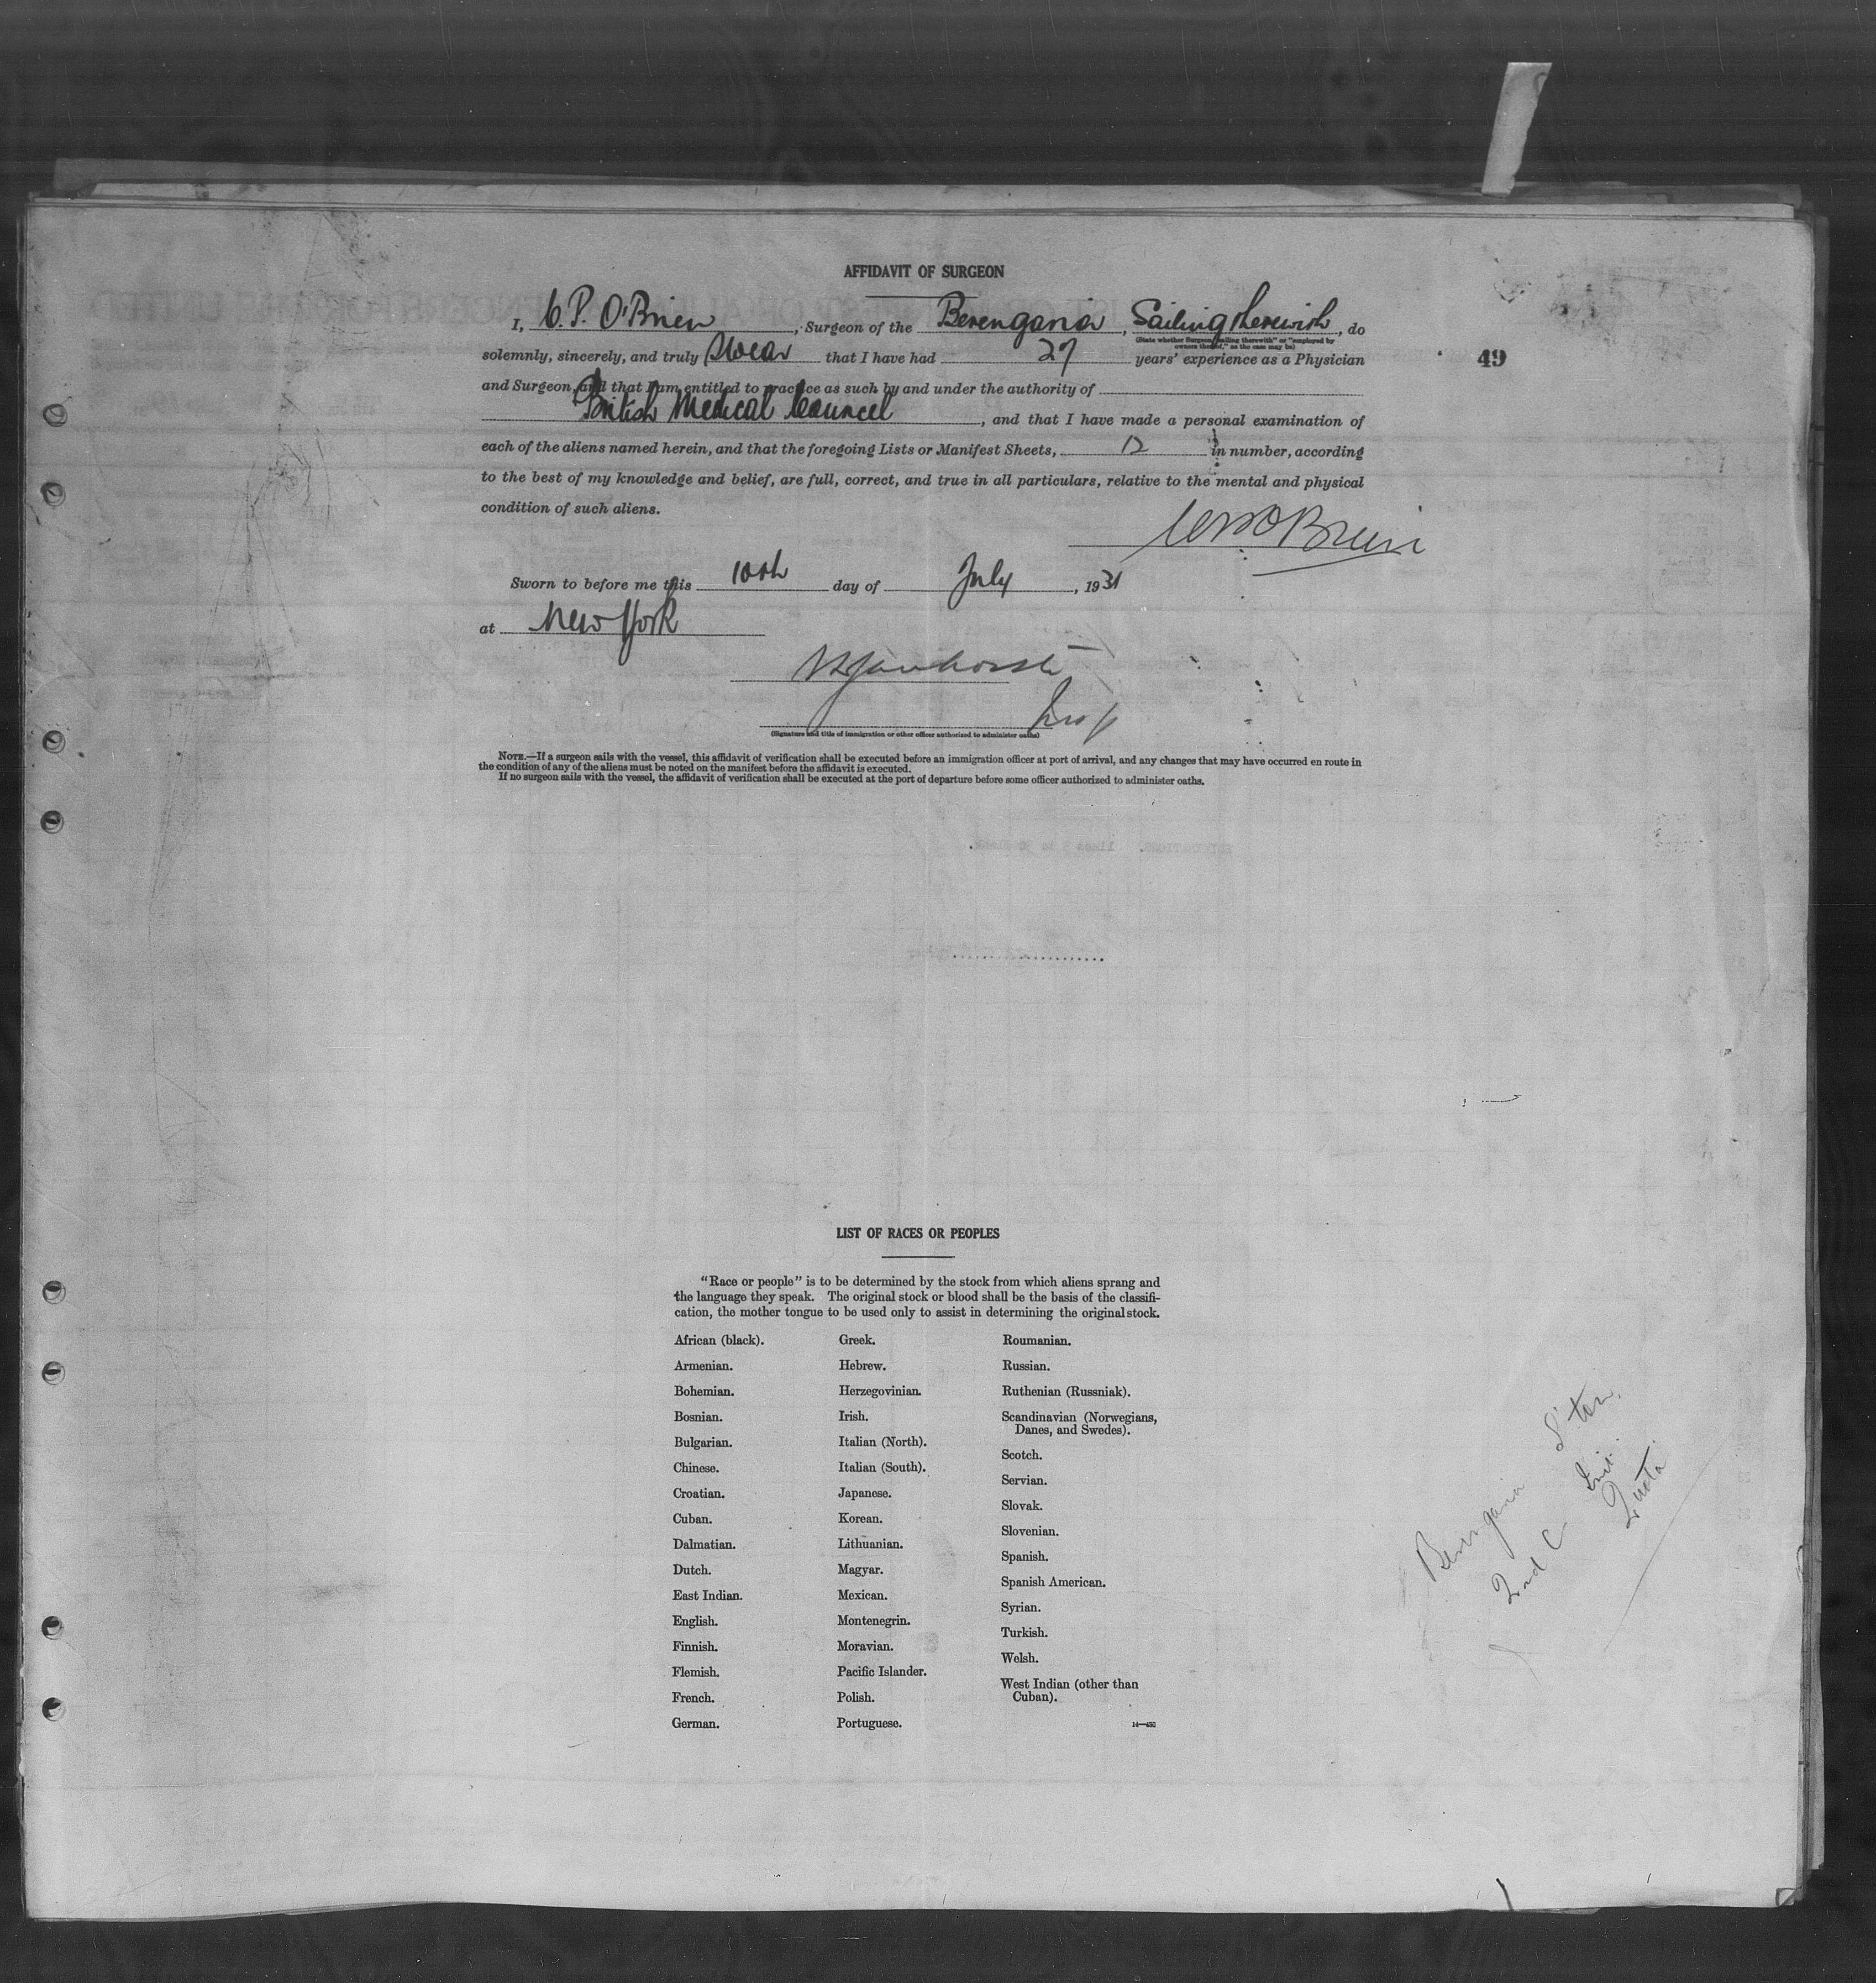 AFFIDAVIT OF SURGEON
I, C. P. O'Brien, Surgeon of the Berengaria, Sailing therewith, do
(State whether Surgeon "sailing therewith" or "employed by
owners thereof," as the case may be)
solemnly, sincerely, and truly swear that I have had 27 years' experience as a Physician
49
and Surgeon, and that I am entitled to practice as such by and under the authority of
British Medical Council, and that I have made a personal examination of
each of the aliens named herein, and that the foregoing Lists or Manifest Sheets, 12 in number, according
to the best of my knowledge and belief, are full, correct, and true in all particulars, relative to the mental and physical
condition of such aliens.
O'Brien
Sworn to before me this 10th day of July, 1931
at New York
Insp
(Signature and title of immigration or other officer authorized to administer oaths)
NOTE.—If a surgeon sails with the vessel, this affidavit of verification shall be executed before an immigration officer at port of arrival, and any changes that may have occurred en route in
the condition of any of the aliens must be noted on the manifest before the affidavit is executed.
If no surgeon sails with the vessel, the affidavit of verification shall be executed at the port of departure before some officer authorized to administer oaths.
LIST OF RACES OR PEOPLES
"Race or people" is to be determined by the stock from which aliens sprang and
the language they speak. The original stock or blood shall be the basis of the classifi-
cation, the mother tongue to be used only to assist in determining the original stock.
African (black).
Armenian.
Bohemian.
Bosnian.
Bulgarian.
Chinese.
Croatian.
Cuban.
Dalmatian.
Dutch.
East Indian.
English.
Finnish.
Flemish.
French.
German.
Greek.
Hebrew.
Herzegovinian.
Irish.
Italian (North).
Italian (South).
Japanese.
Korean.
Lithuanian.
Magyar.
Mexican.
Montenegrin.
Moravian.
Pacific Islander.
Polish.
Portuguese.
Roumanian.
Russian.
Ruthenian (Russniak).
Scandinavian (Norwegians,
Danes, and Swedes).
Scotch.
Servian.
Slovak.
Slovenian.
Spanish.
Spanish American.
Syrian.
Turkish.
Welsh.
West Indian (other than
Cuban).
14—430
Berengaria S'ton.
2nd C
Quota